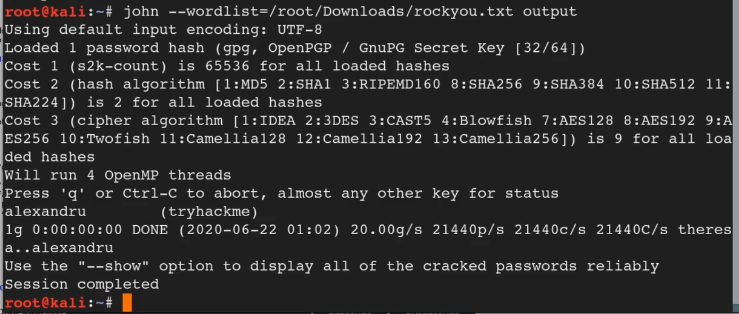 root@kali:~# john --wordlist=/root/Downloads/rockyou.txt output
Using default input encoding: UTF-8
Loaded 1 password hash (gpg, OpenPGP / GnuPG Secret Key [32/64])
Cost 1 (s2k-count) is 65536 for all loaded hashes
Cost 2 (hash algorithm [1:MD5 2:SHA1 3:RIPEMD160 8:SHA256 9:SHA384 10:SHA512 11:
SHA224]) is 2 for all loaded hashes
Cost 3 (cipher algorithm [1:IDEA 2:3DES 3:CAST5 4:Blowfish 7:AES128 8:AES192 9:A
ES256 10:Twofish 11:Camellia128 12:Camellia192 13:Camellia256]) is 9 for all loa
ded hashes
Will run 4 OpenMP threads
Press 'q' or Ctrl-C to abort, almost any other key for status
alexandru        (tryhackme)
1g 0:00:00:00 DONE (2020-06-22 01:02) 20.00g/s 21440p/s 21440c/s 21440C/s theres
a..alexandru
Use the "--show" option to display all of the cracked passwords reliably
Session completed
root@kali:~#